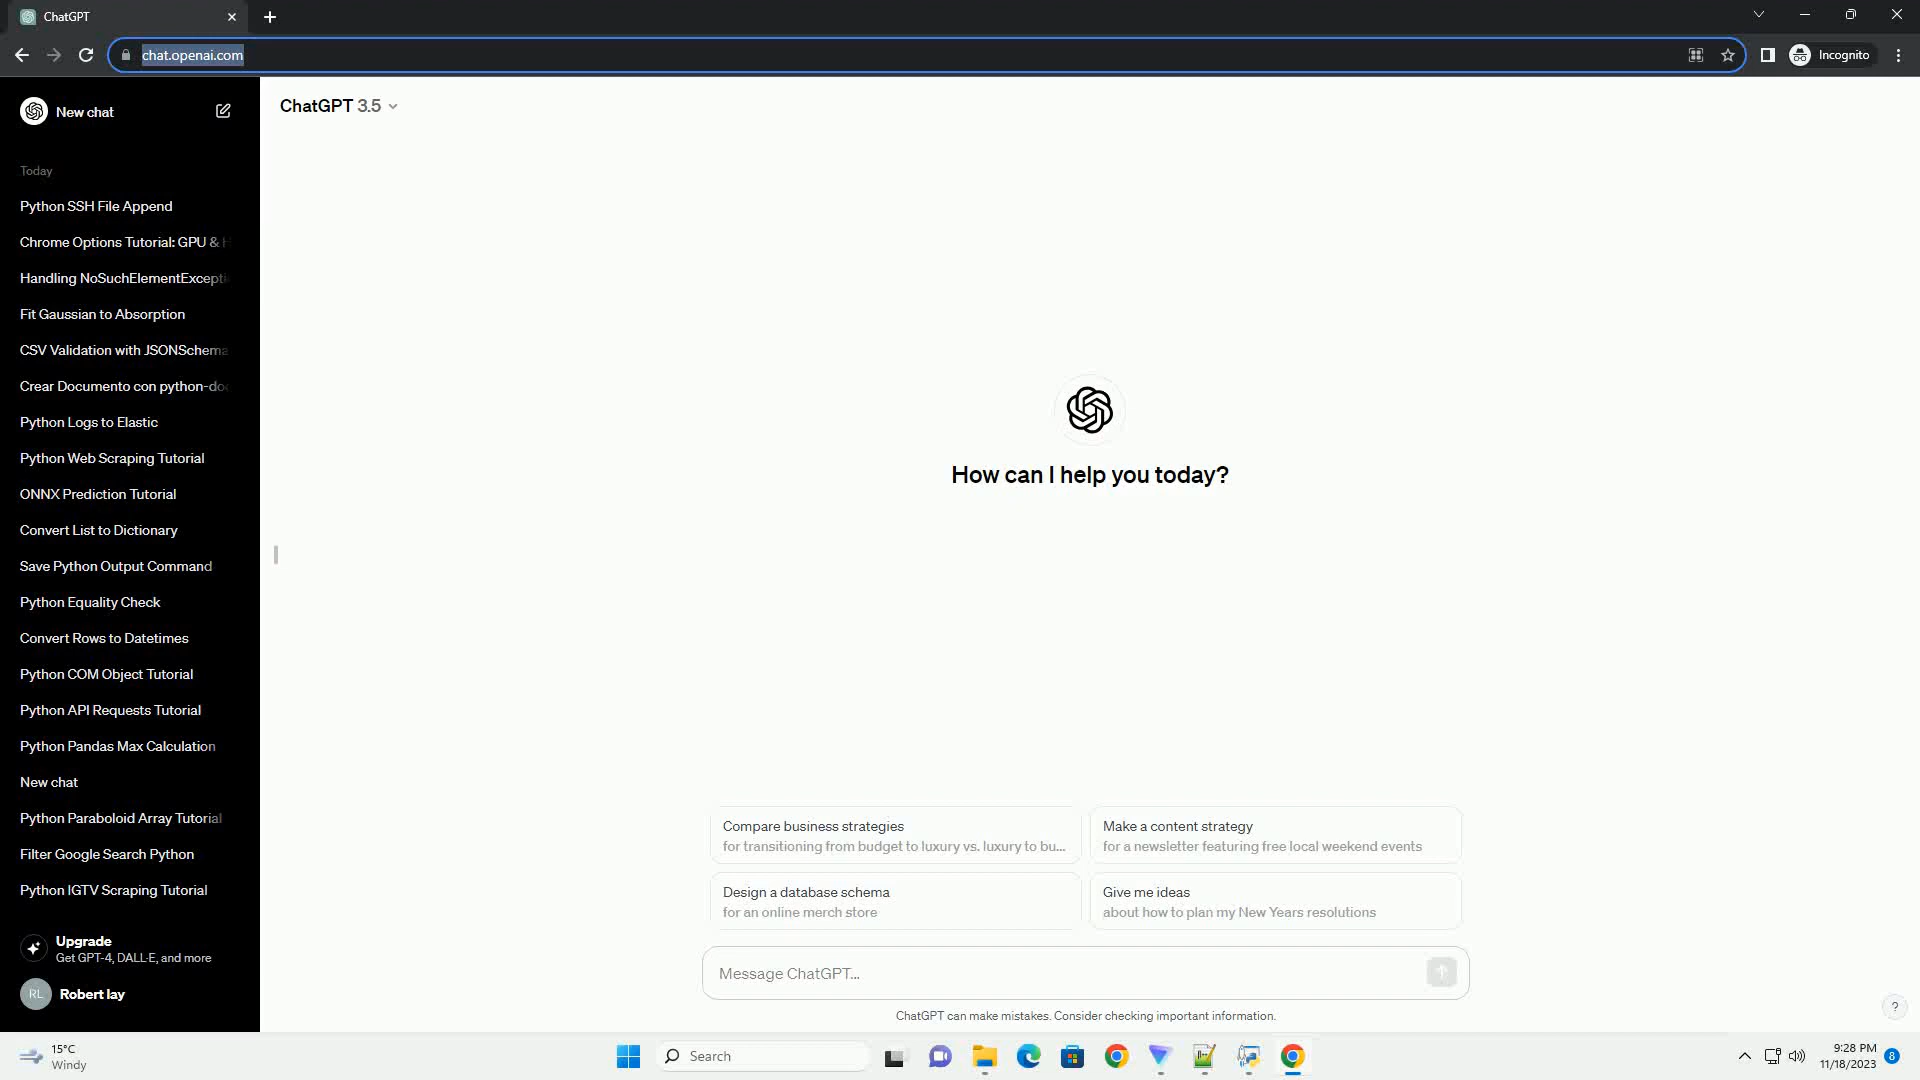 ChatGPT
chat.openai.com
Incognito
New chat
ChatGPT 3.5
Today
Python SSH File Append
Chrome Options Tutorial: GPU & H
Handling NoSuchElementExcepti
Fit Gaussian to Absorption
CSV Validation with JSONSchema
Crear Documento con python-doc
Python Logs to Elastic
Python Web Scraping Tutorial
ONNX Prediction Tutorial
Convert List to Dictionary
Save Python Output Command
Python Equality Check
Convert Rows to Datetimes
Python COM Object Tutorial
Python API Requests Tutorial
Python Pandas Max Calculation
New chat
Python Paraboloid Array Tutorial
Filter Google Search Python
Python IGTV Scraping Tutorial
Upgrade
Get GPT-4, DALL·E, and more
RL
Robert lay
How can I help you today?
Compare business strategies
for transitioning from budget to luxury vs. luxury to bu...
Make a content strategy
for a newsletter featuring free local weekend events
Design a database schema
for an online merch store
Give me ideas
about how to plan my New Years resolutions
Message ChatGPT...
ChatGPT can make mistakes. Consider checking important information.
?
15°C
Windy
Search
9:28 PM
11/18/2023
8